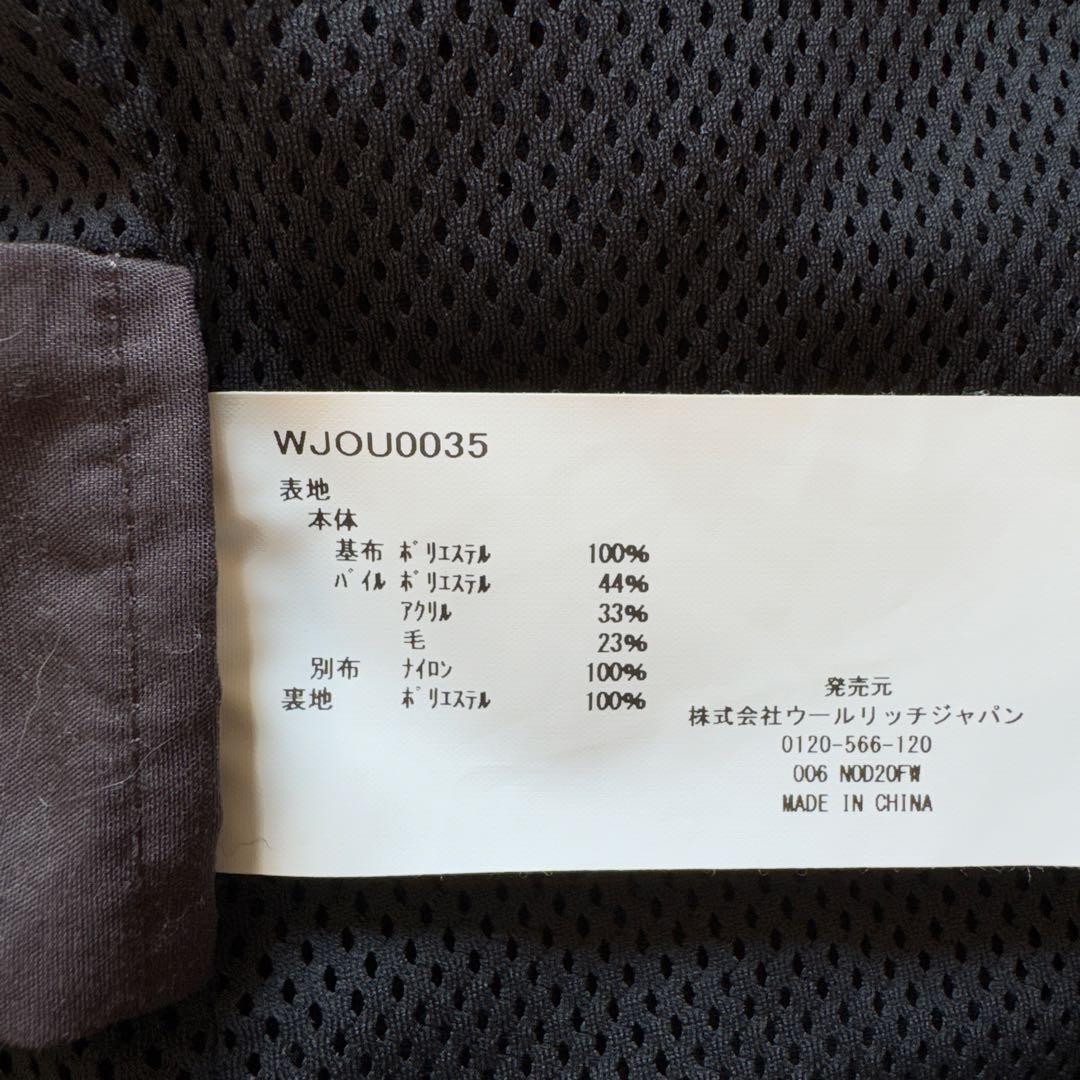 WJOU0035
表地
本体
基布 ﾎﾟﾘｴｽﾃﾙ 100%
ﾊﾟｲﾙ ﾎﾟﾘｴｽﾃﾙ 44%
ｱｸﾘﾙ 33%
毛 23%
別布 ﾅｲﾛﾝ 100%
裏地 ﾎﾟﾘｴｽﾃﾙ 100%
発売元
株式会社ウールリッチジャパン
0120-566-120
006 NOD20FW
MADE IN CHINA